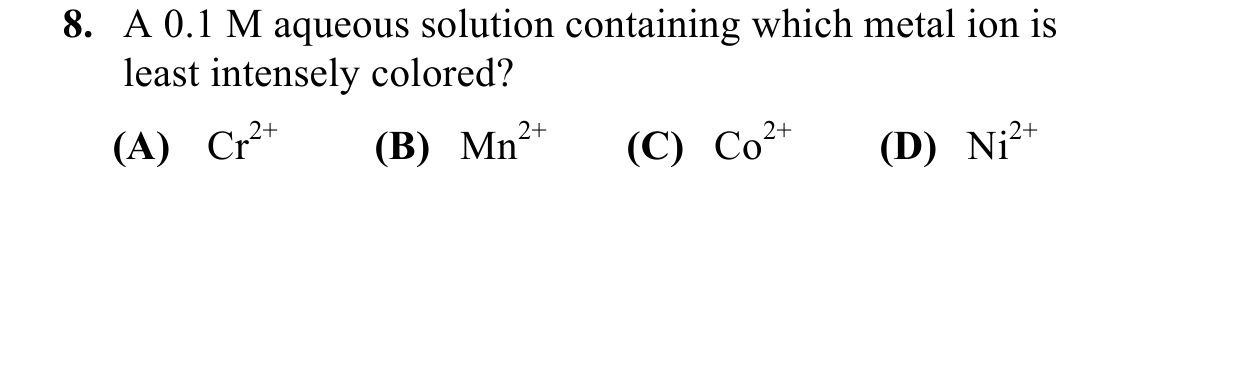 8. A 0.1 M aqueous solution containing which metal ion is
least intensely colored?
(A) Cr²⁺ (B) Mn²⁺ (C) Co²⁺ (D) Ni²⁺